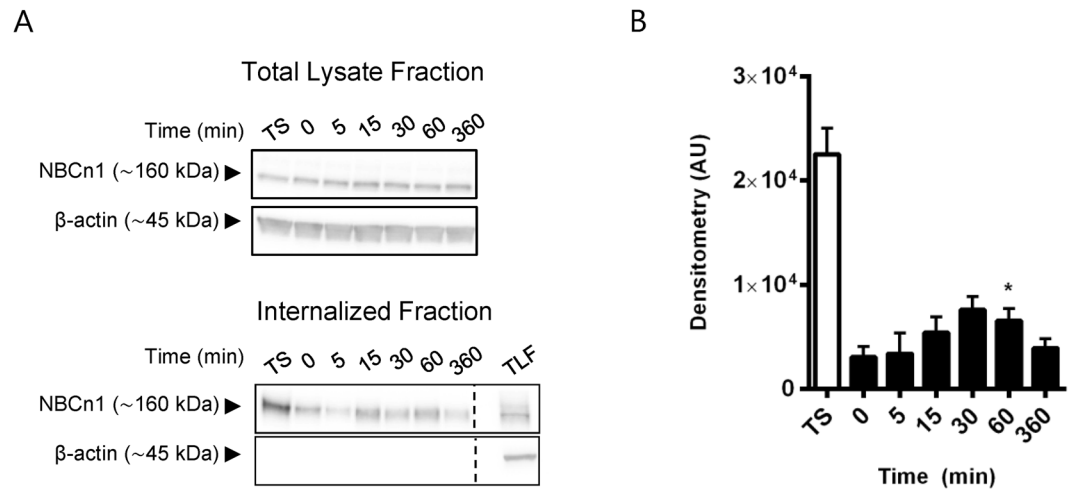 A
Total Lysate Fraction
Time (min) TS 0 5 15 30 60 360
NBCn1 (~160 kDa) ►
β-actin (~45 kDa) ►
Internalized Fraction
Time (min) TS 0 5 15 30 60 360 TLF
NBCn1 (~160 kDa) ►
β-actin (~45 kDa) ►
B
Densitometry (AU)
3×10⁴
2×10⁴
1×10⁴
0
*
TS 0 5 15 30 60 360
Time (min)